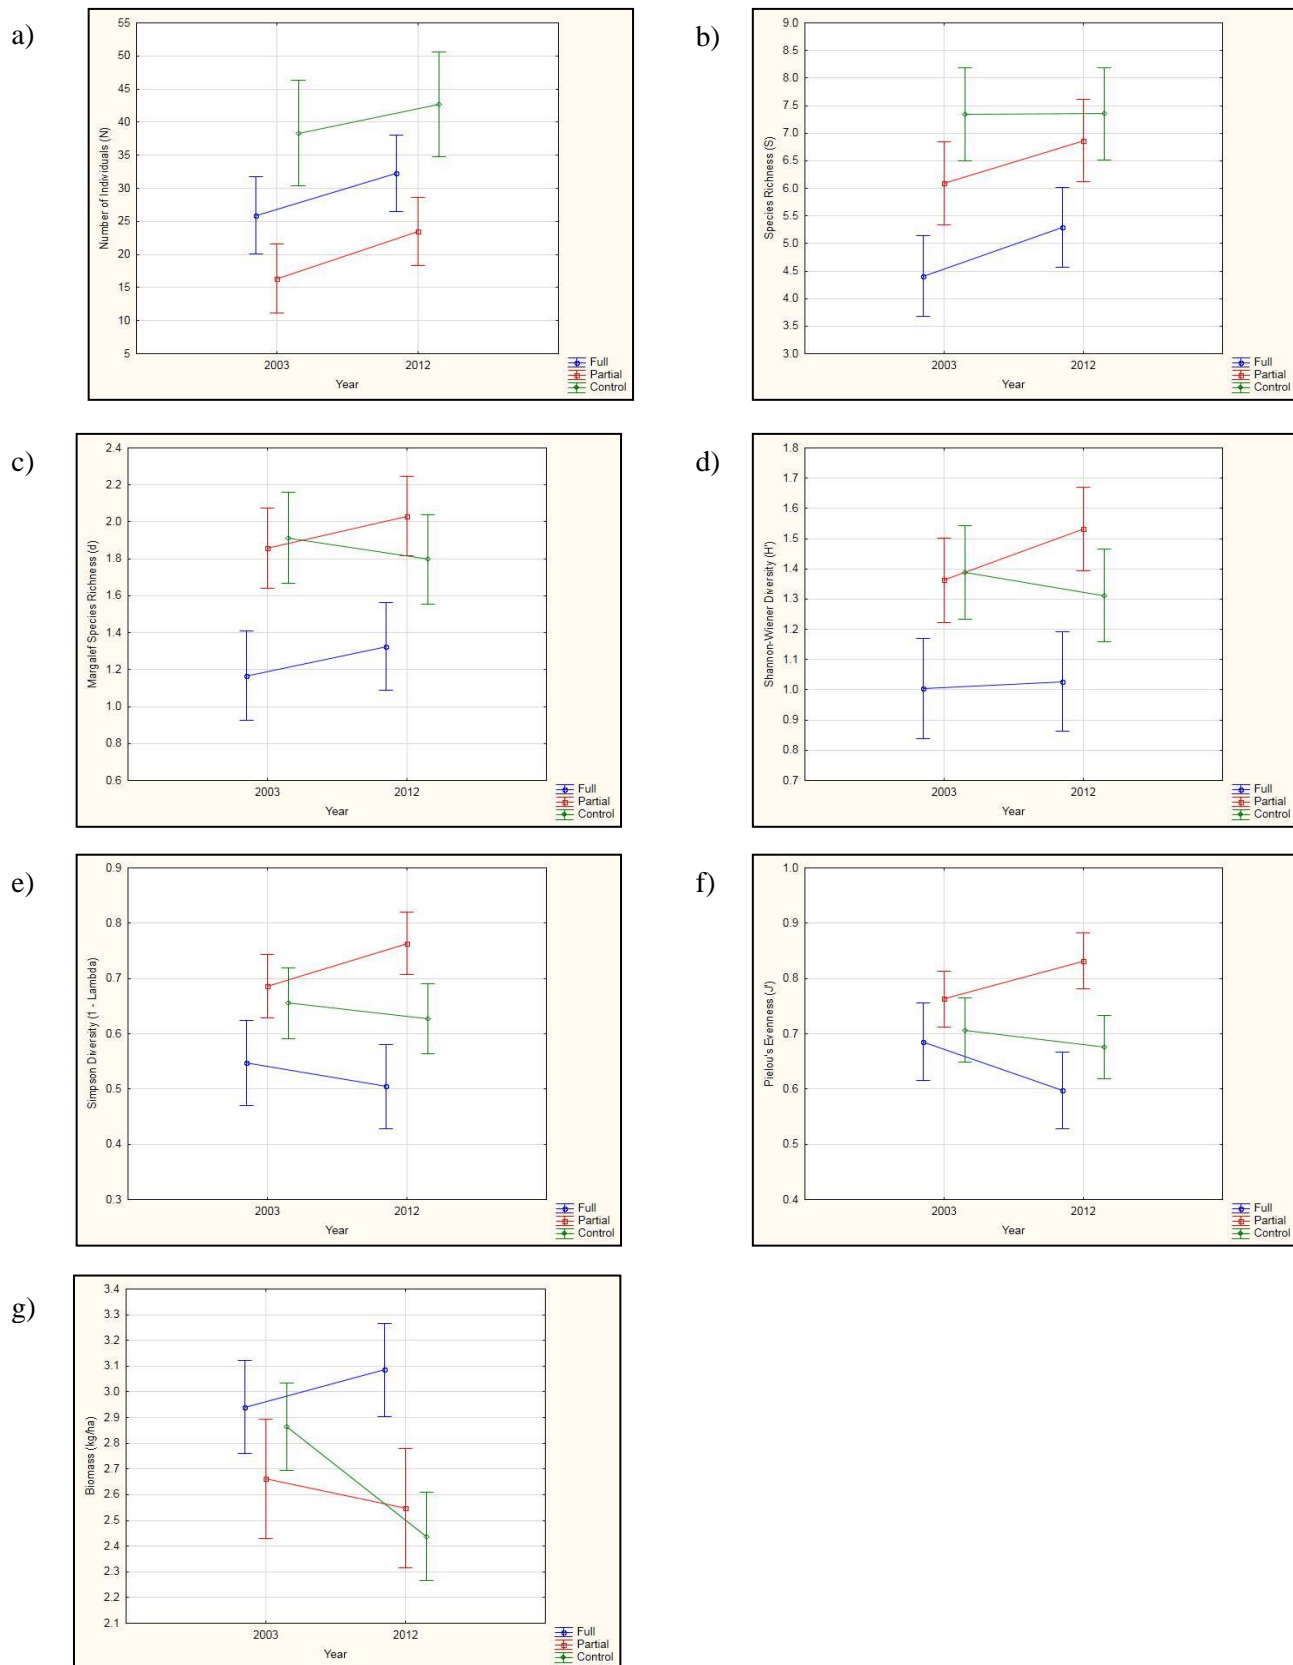 a)
Number of Individuals (N)
55
50
45
40
35
30
25
20
15
10
5
2003
2012
Year
Full
Partial
Control
b)
Species Richness (S)
9.0
8.5
8.0
7.5
7.0
6.5
6.0
5.5
5.0
4.5
4.0
3.5
3.0
2003
2012
Year
Full
Partial
Control
c)
Margalef Species Richness (d)
2.4
2.2
2.0
1.8
1.6
1.4
1.2
1.0
0.8
0.6
2003
2012
Year
Full
Partial
Control
d)
Shannon-Wiener Diversity (H')
1.8
1.7
1.6
1.5
1.4
1.3
1.2
1.1
1.0
0.9
0.8
0.7
2003
2012
Year
Full
Partial
Control
e)
Simpson Diversity (1 - Lambda)
0.9
0.8
0.7
0.6
0.5
0.4
0.3
2003
2012
Year
Full
Partial
Control
f)
Pielou's Evenness (J')
1.0
0.9
0.8
0.7
0.6
0.5
0.4
2003
2012
Year
Full
Partial
Control
g)
Biomass (kg/ha)
3.4
3.3
3.2
3.1
3.0
2.9
2.8
2.7
2.6
2.5
2.4
2.3
2.2
2.1
2003
2012
Year
Full
Partial
Control